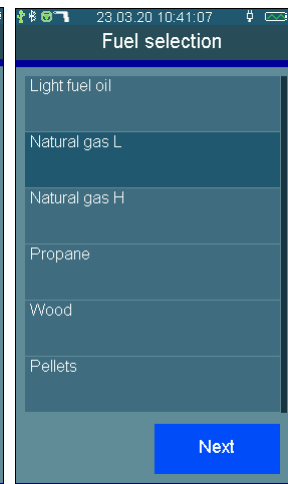 23.03.20 10:41:07
Fuel selection
Light fuel oil
Natural gas L
Natural gas H
Propane
Wood
Pellets
Next